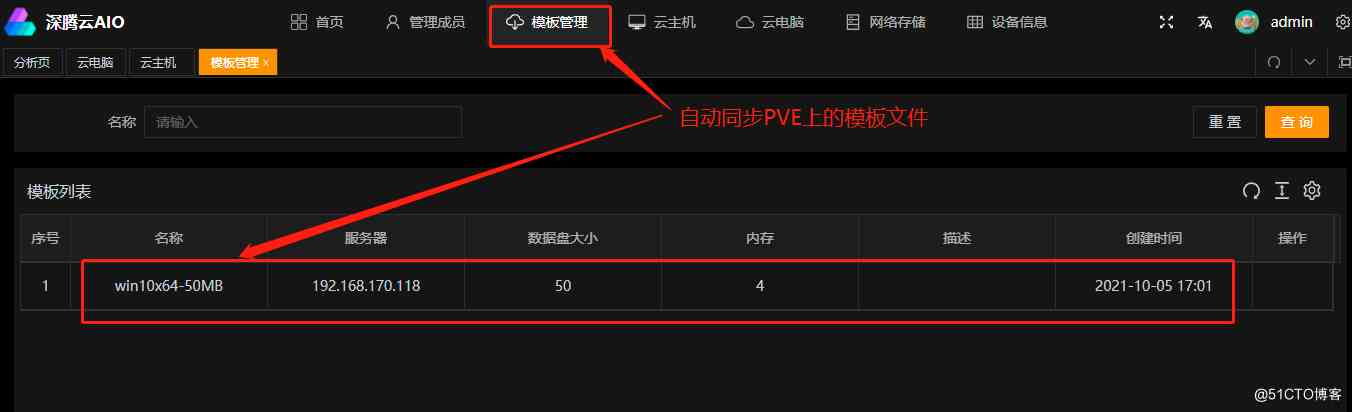 深腾云AIO 首页 管理成员 模板管理 云主机 云电脑 网络存储 设备信息 admin
分析页 云电脑 云主机 模板管理 x
自动同步PVE上的模板文件
名称 请输入 重 置 查 询
模板列表
序号 名称 服务器 数据盘大小 内存 描述 创建时间 操作
1 win10x64-50MB 192.168.170.118 50 4 2021-10-05 17:01
@51CTO博客